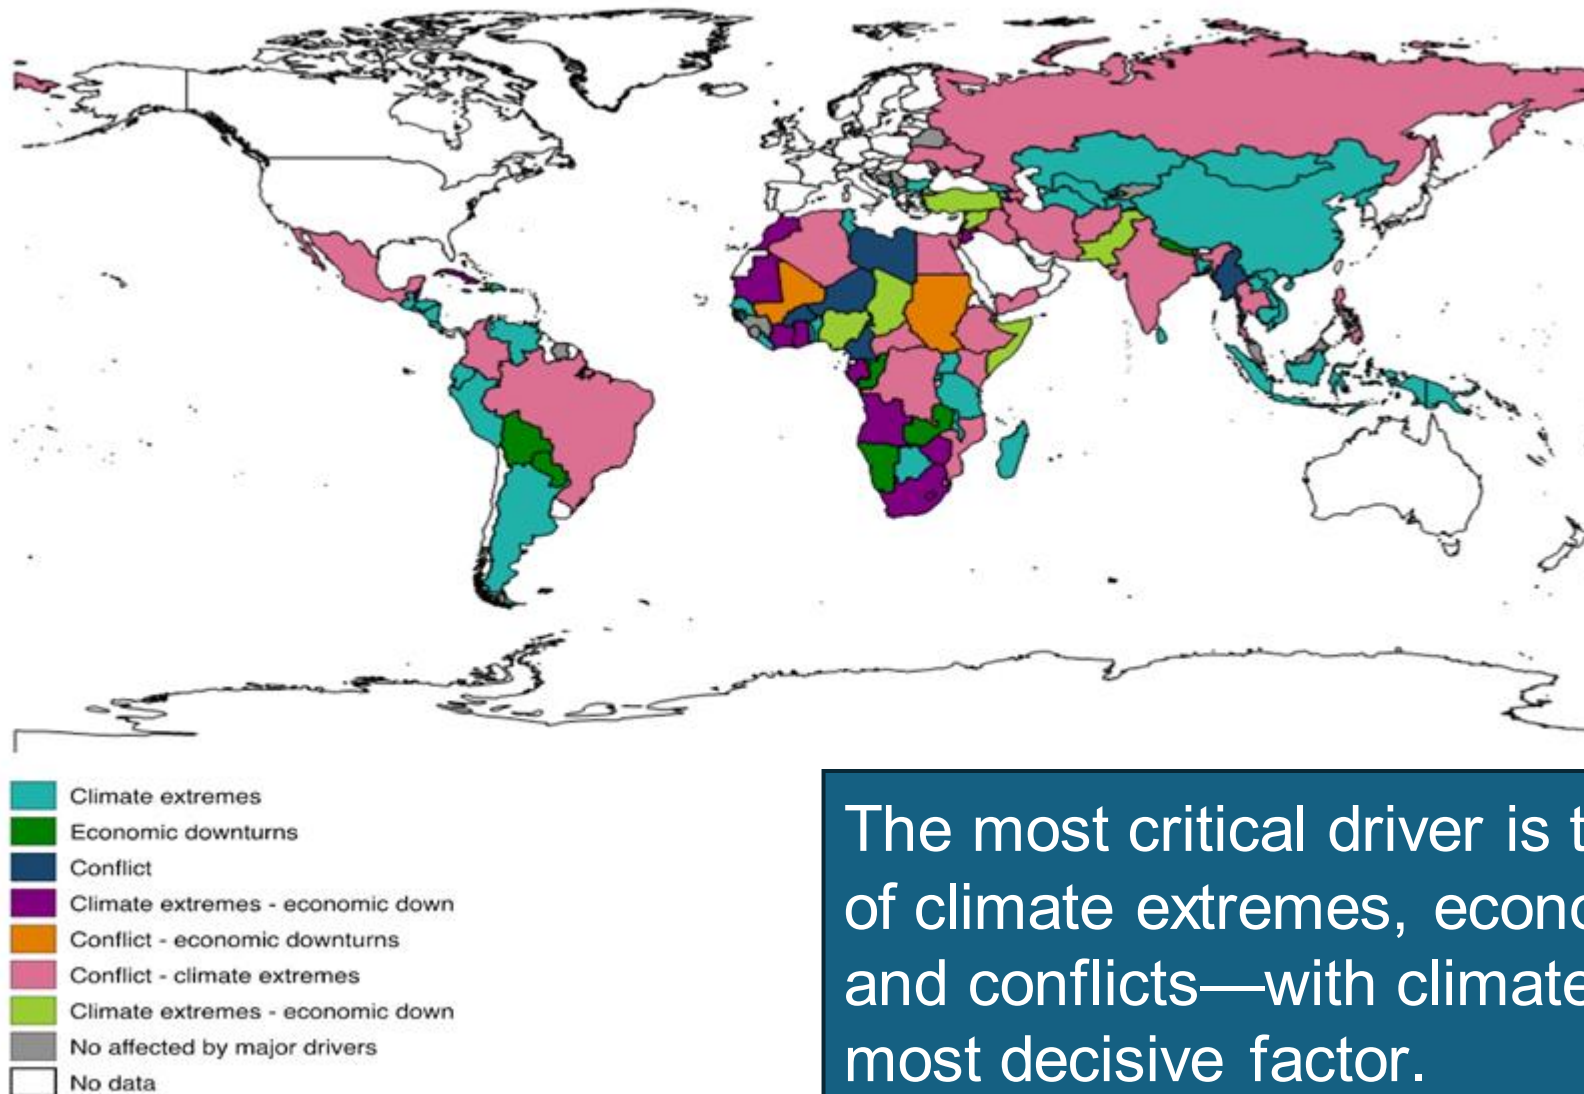 Climate extremes
Economic downturns
Conflict
Climate extremes - economic down
Conflict - economic downturns
Conflict - climate extremes
Climate extremes - economic down
No affected by major drivers
No data
The most critical driver is
of climate extremes,
and conflicts—with climate
most decisive factor.